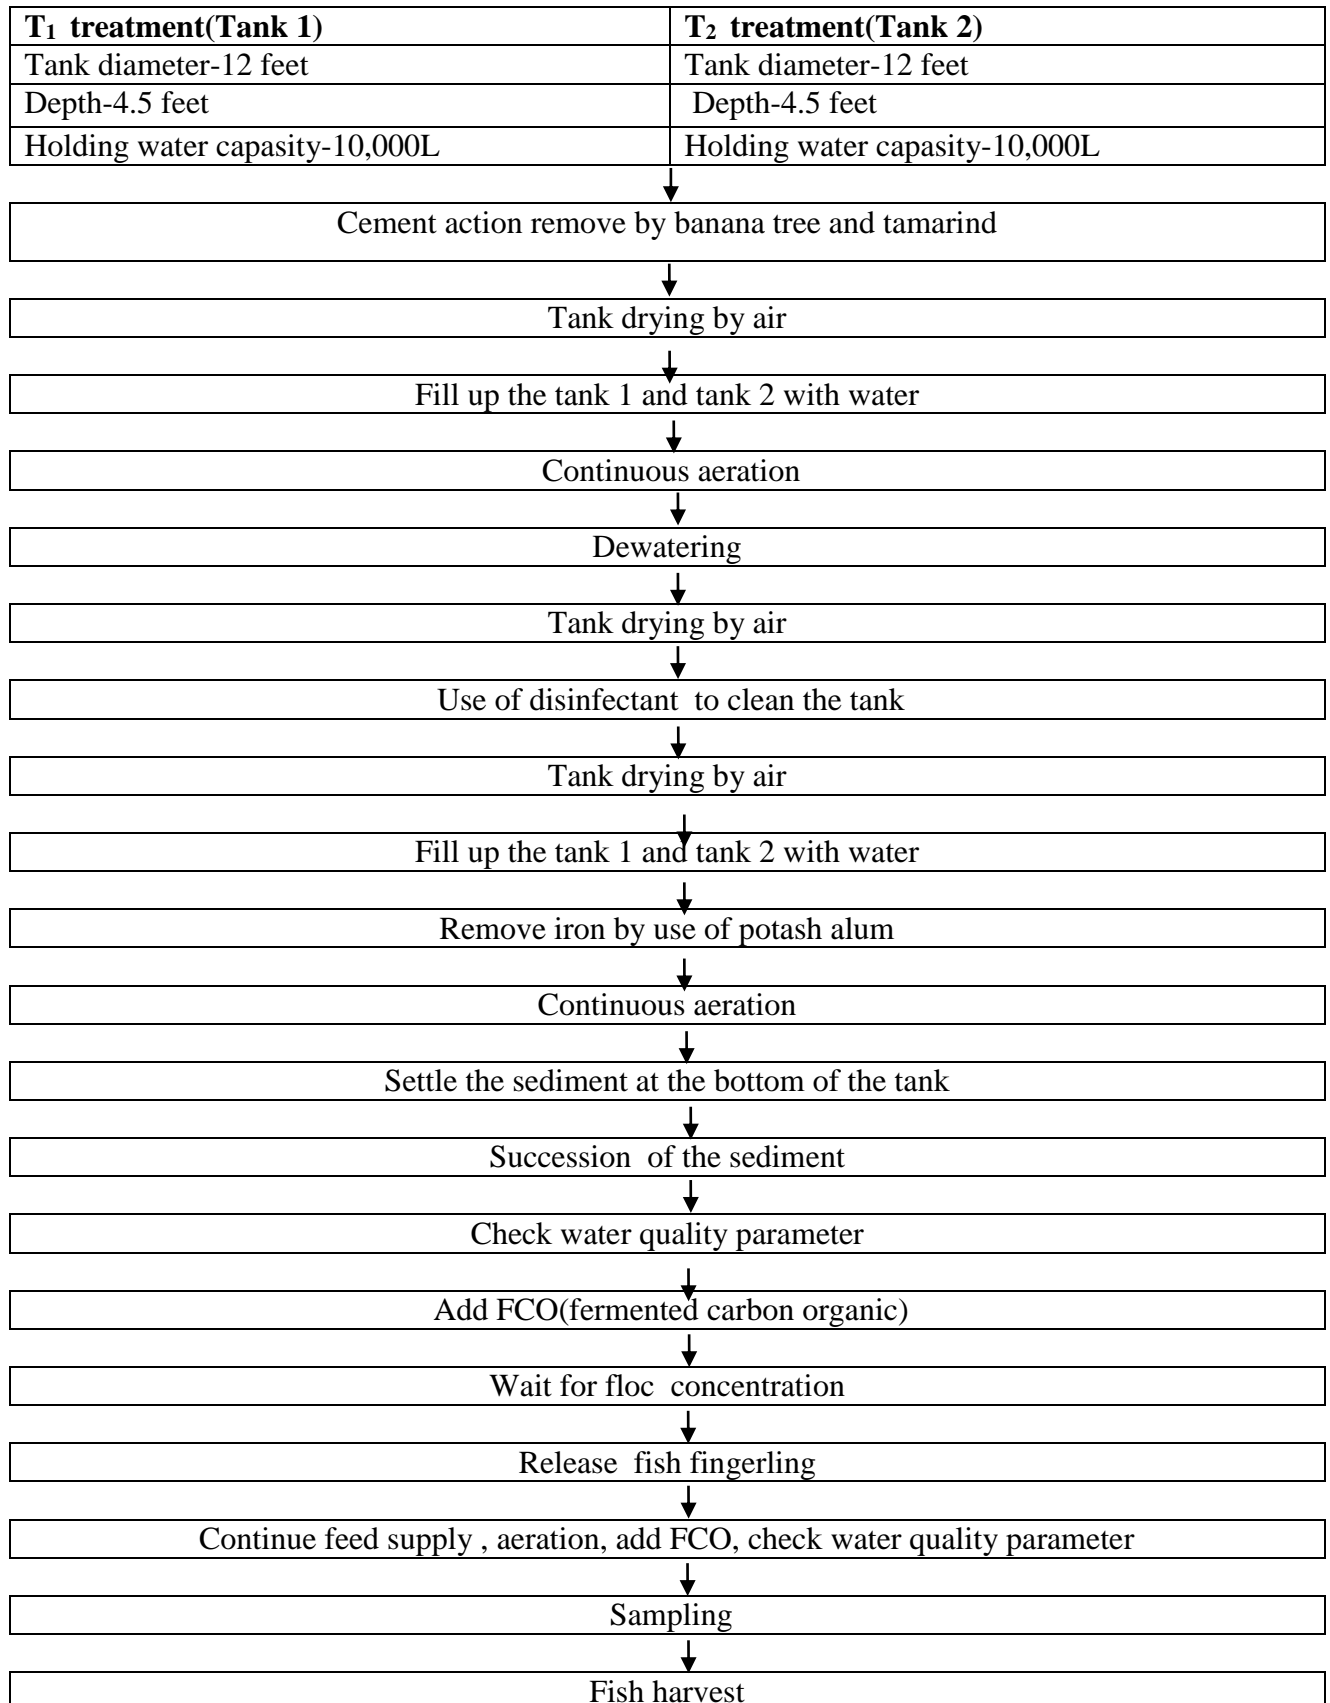 T1 treatment(Tank 1) T2 treatment(Tank 2)
Tank diameter-12 feet Tank diameter-12 feet
Depth-4.5 feet Depth-4.5 feet
Holding water capasity-10,000L Holding water capasity-10,000L
Cement action remove by banana tree and tamarind
Tank drying by air
Fill up the tank 1 and tank 2 with water
Continuous aeration
Dewatering
Tank drying by air
Use of disinfectant to clean the tank
Tank drying by air
Fill up the tank 1 and tank 2 with water
Remove iron by use of potash alum
Continuous aeration
Settle the sediment at the bottom of the tank
Succession of the sediment
Check water quality parameter
Add FCO(fermented carbon organic)
Wait for floc concentration
Release fish fingerling
Continue feed supply , aeration, add FCO, check water quality parameter
Sampling
Fish harvest